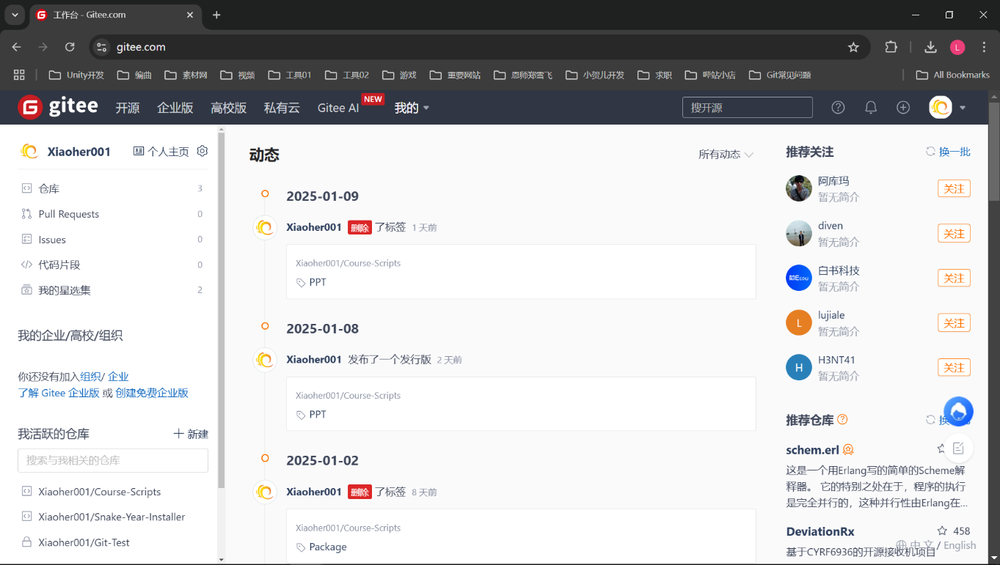 工作台 - Gitee.com
gitee.com
L
Unity开发
编曲
素材网
视频
工具01
工具02
游戏
重要网站
恩师郑雪飞
小贺儿开发
求职
哔站小店
Git常见问题
All Bookmarks
gitee
开源
企业版
高校版
私有云
Gitee AI
NEW
我的
搜开源
Xiaoher001
个人主页
仓库 3
Pull Requests 0
Issues 0
代码片段 0
我的星选集 2
我的企业/高校/组织
你还没有加入组织/ 企业
了解 Gitee 企业版 或 创建免费企业版
我活跃的仓库
新建
搜索与我相关的仓库
Xiaoher001/Course-Scripts
Xiaoher001/Snake-Year-Installer
Xiaoher001/Git-Test
动态
所有动态
2025-01-09
Xiaoher001 删除 了标签 1 天前
Xiaoher001/Course-Scripts
PPT
2025-01-08
Xiaoher001 发布了一个发行版 2 天前
Xiaoher001/Course-Scripts
PPT
2025-01-02
Xiaoher001 删除 了标签 8 天前
Xiaoher001/Course-Scripts
Package
推荐关注
换一批
阿库玛
暂无简介
关注
diven
暂无简介
关注
MEEDU
白书科技
暂无简介
关注
L
lujiale
暂无简介
关注
H
H3NT41
暂无简介
关注
推荐仓库
换
schem.erl
这是一个用Erlang写的简单的Scheme解
释器。 它的特别之处在于，程序的执行
是完全并行的，这种并行性由Erlang在...
DeviationRx 458
基于CYRF6936的开源接收机项目
中文 / English